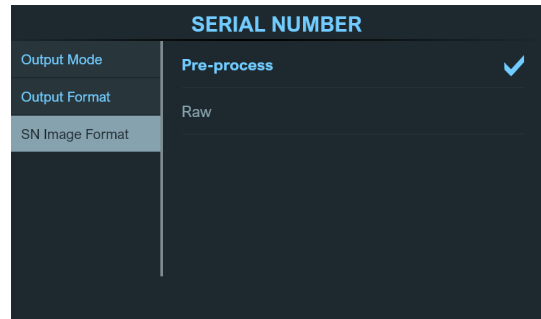 SERIAL NUMBER
Output Mode
Output Format
SN Image Format
Pre-process
Raw